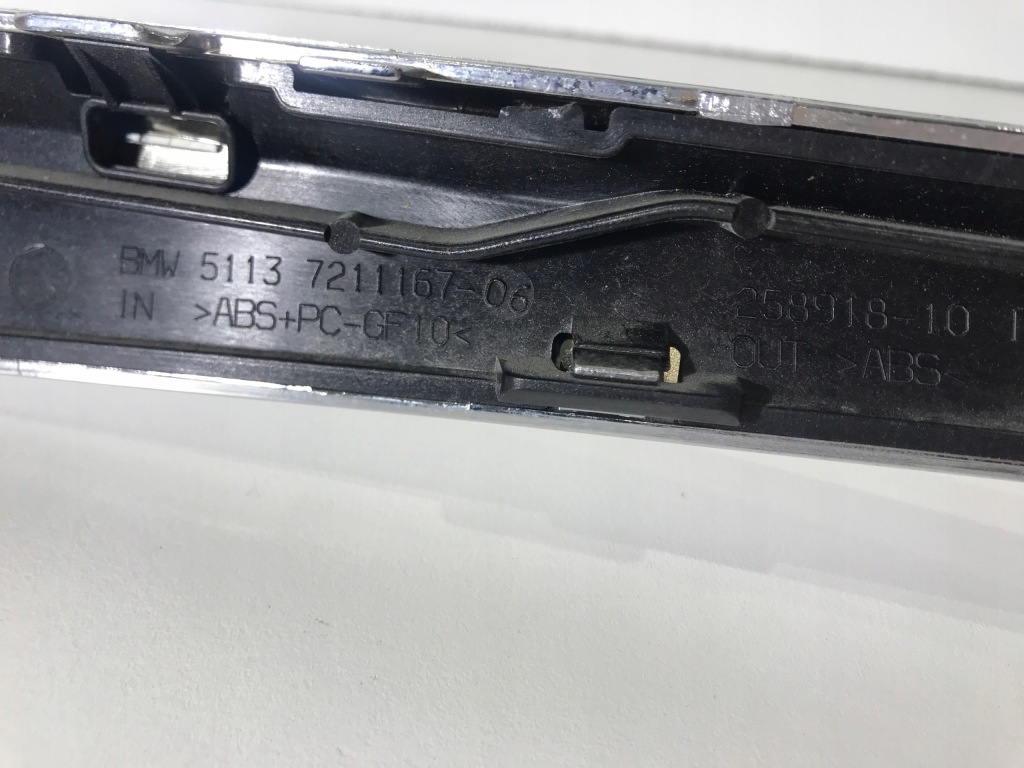 BMW 5113 7211167-06
IN >ABS+PC-GF10<
258918-10
OUT >ABS<